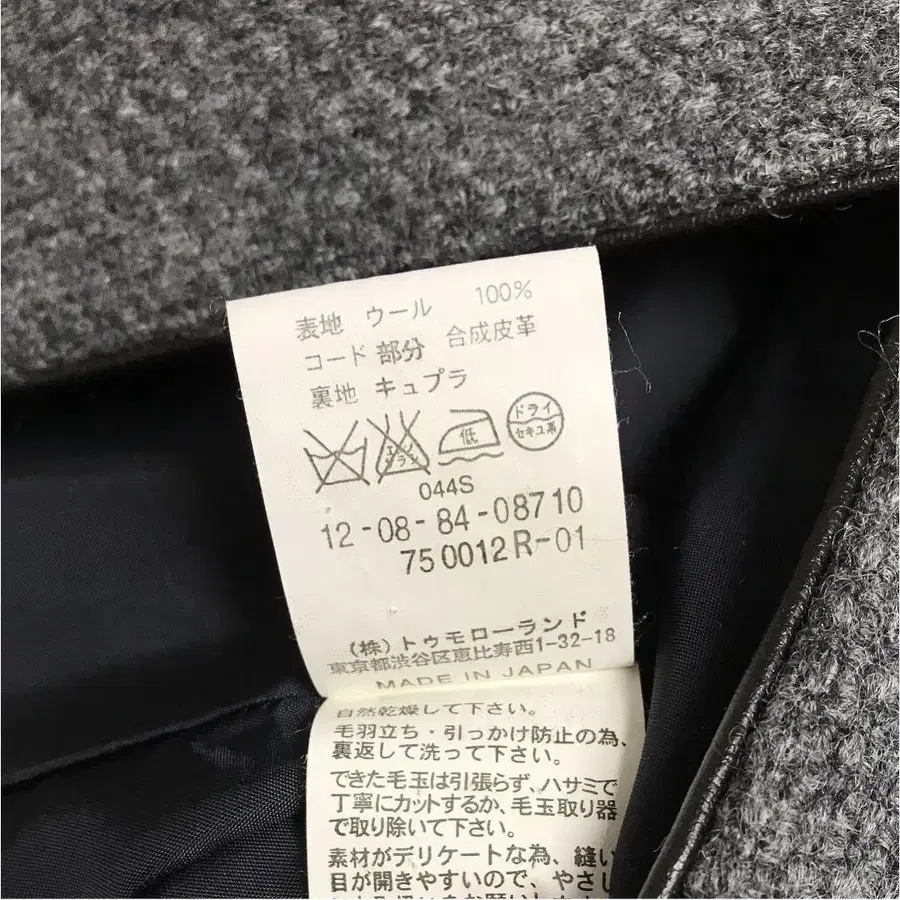 表地 ウール 100%
コード 部分 合成皮革
裏地 キュプラ
エンソ サラシ 低 ドライ セキユ系
044S
12-08-84-08710
750012R-01
(株)トゥモローランド
東京都渋谷区恵比寿西1-32-18
MADE IN JAPAN
自然乾燥して下さい。
毛羽立ち・引っかけ防止の為、
裏返して洗って下さい。
できた毛玉は引張らず、ハサミで
丁寧にカットするか、毛玉取り器
で取り除いて下さい。
素材がデリケートな為、縫い
目が開きやすいので、やさし